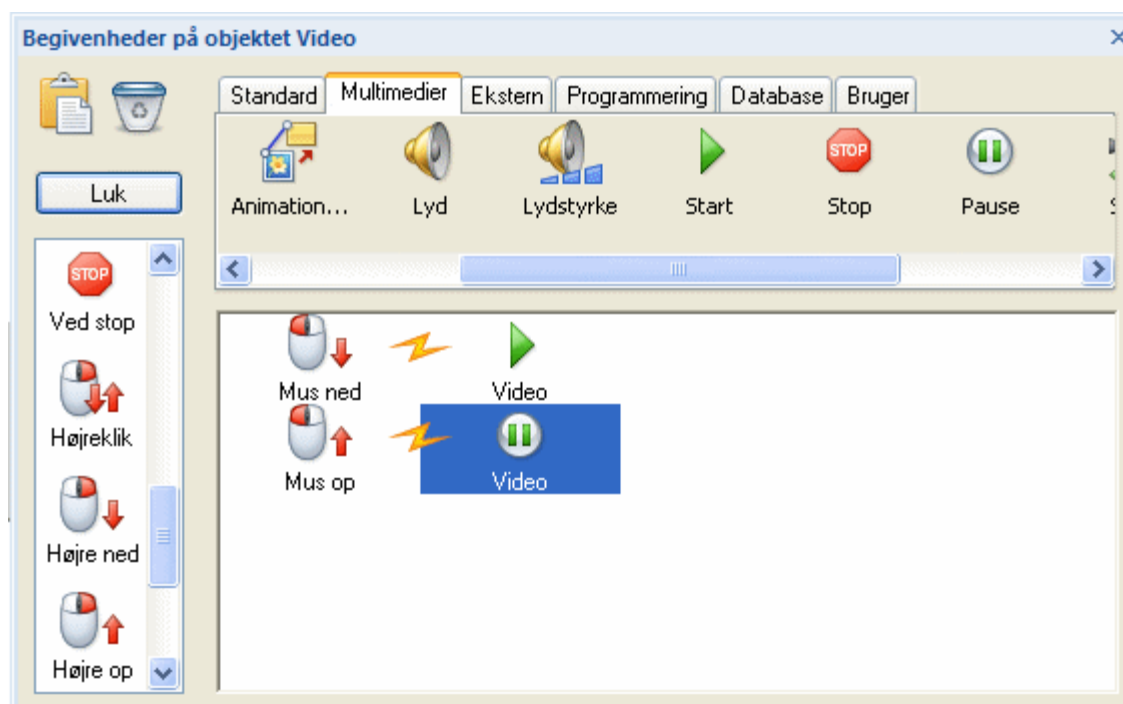 Begivenheder på objektet Video
Standard Multimedier Ekstern Programmering Database Bruger
Luk
Animation... Lyd Lydstyrke Start STOP Stop Pause
STOP
Ved stop
Højreklik
Højre ned
Højre op
Mus ned Video
Mus op Video